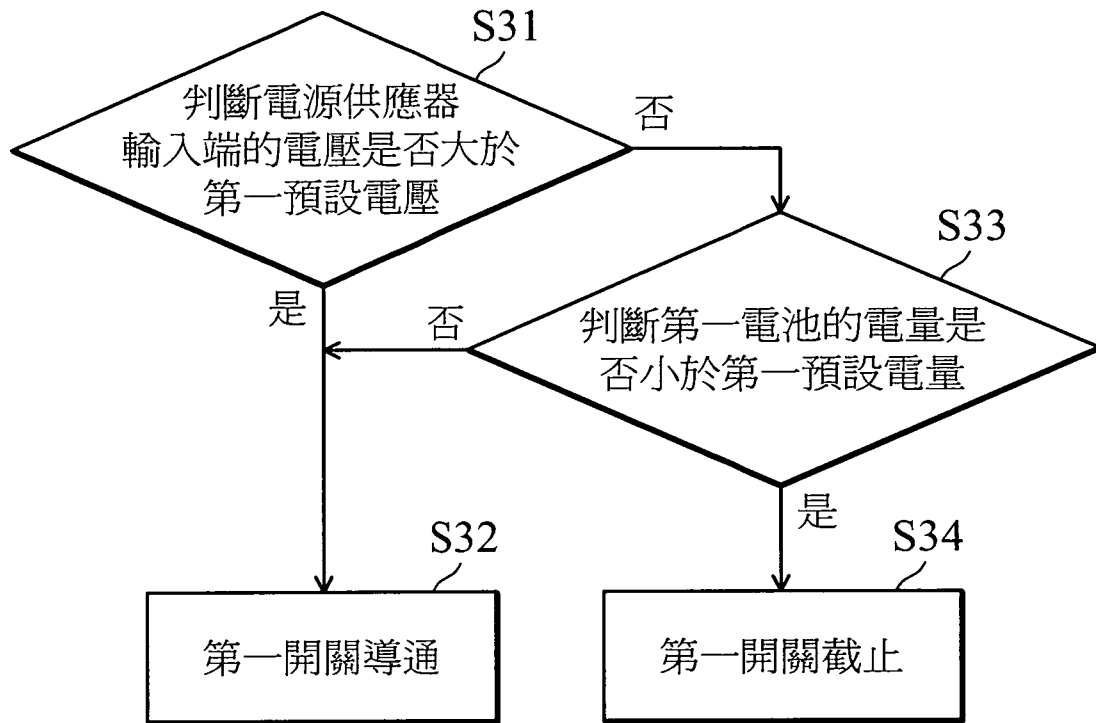 S31
判斷電源供應器
輸入端的電壓是否大於
第一預設電壓
否
是
S33
判斷第一電池的電量是
否小於第一預設電量
否
是
S32
第一開關導通
S34
第一開關截止